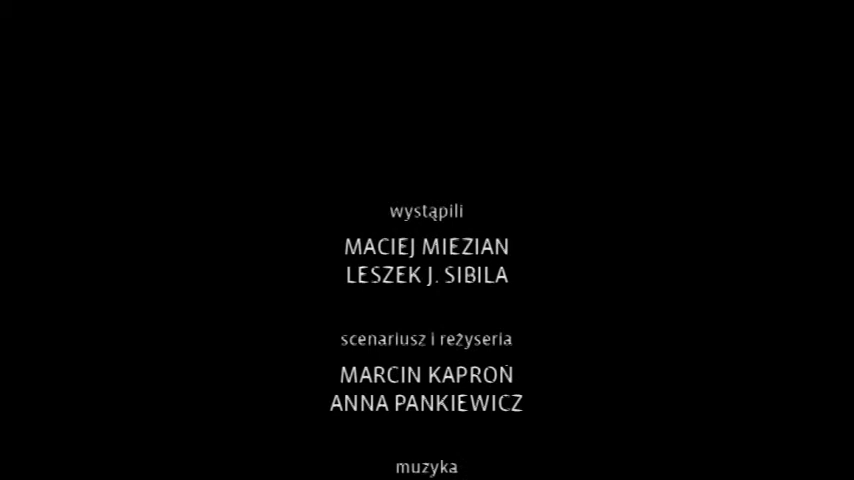 wystąpili
MACIEJ MIEZIAN
LESZEK J. SIBILA
scenariusz i reżyseria
MARCIN KAPROŃ
ANNA PANKIEWICZ
muzyka